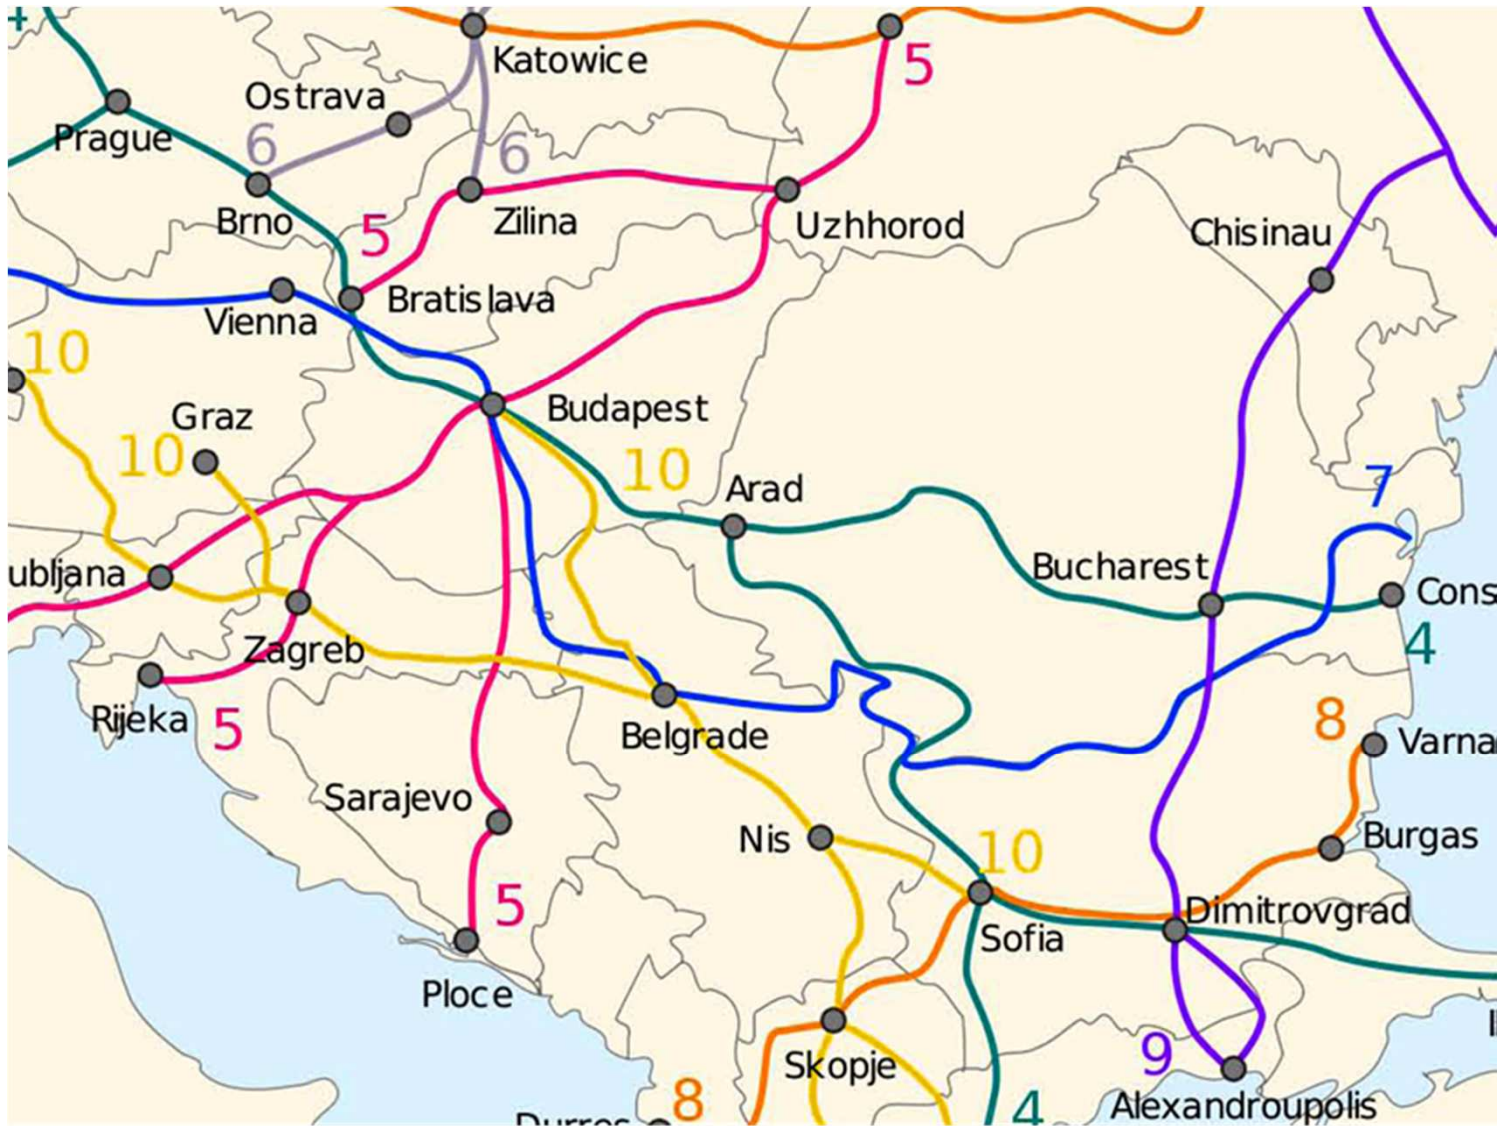 4
Katowice
5
Ostrava
Prague
6
6
Brno
Zilina
5
Uzhhorod
Chisinau
Bratislava
Vienna
10
Graz
Budapest
10
10
7
Arad
Bucharest
ubljana
Cons
4
Zagreb
Rijeka
5
Belgrade
8
Varna
Sarajevo
Nis
10
Burgas
5
Dimitrovgrad
Sofia
Ploce
9
Skopje
8
4
Alexandroupolis